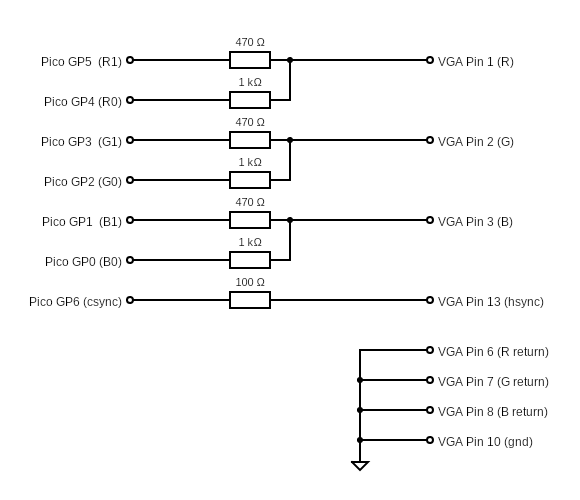 470 Ω
Pico GP5 (R1)
VGA Pin 1 (R)
1 kΩ
Pico GP4 (R0)
470 Ω
Pico GP3 (G1)
VGA Pin 2 (G)
1 kΩ
Pico GP2 (G0)
470 Ω
Pico GP1 (B1)
VGA Pin 3 (B)
1 kΩ
Pico GP0 (B0)
100 Ω
Pico GP6 (csync)
VGA Pin 13 (hsync)
VGA Pin 6 (R return)
VGA Pin 7 (G return)
VGA Pin 8 (B return)
VGA Pin 10 (gnd)